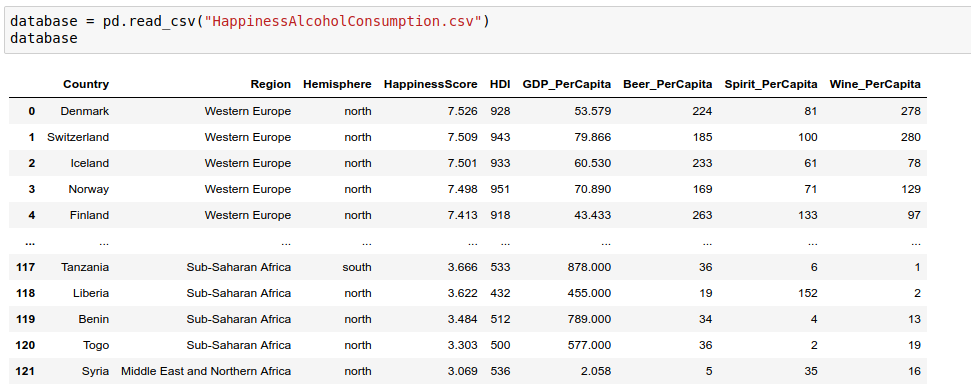 database = pd.read_csv("HappinessAlcoholConsumption.csv")
database
Country Region Hemisphere HappinessScore HDI GDP_PerCapita Beer_PerCapita Spirit_PerCapita Wine_PerCapita
0 Denmark Western Europe north 7.526 928 53.579 224 81 278
1 Switzerland Western Europe north 7.509 943 79.866 185 100 280
2 Iceland Western Europe north 7.501 933 60.530 233 61 78
3 Norway Western Europe north 7.498 951 70.890 169 71 129
4 Finland Western Europe north 7.413 918 43.433 263 133 97
... ... ... ... ... ... ... ... ... ...
117 Tanzania Sub-Saharan Africa south 3.666 533 878.000 36 6 1
118 Liberia Sub-Saharan Africa north 3.622 432 455.000 19 152 2
119 Benin Sub-Saharan Africa north 3.484 512 789.000 34 4 13
120 Togo Sub-Saharan Africa north 3.303 500 577.000 36 2 19
121 Syria Middle East and Northern Africa north 3.069 536 2.058 5 35 16